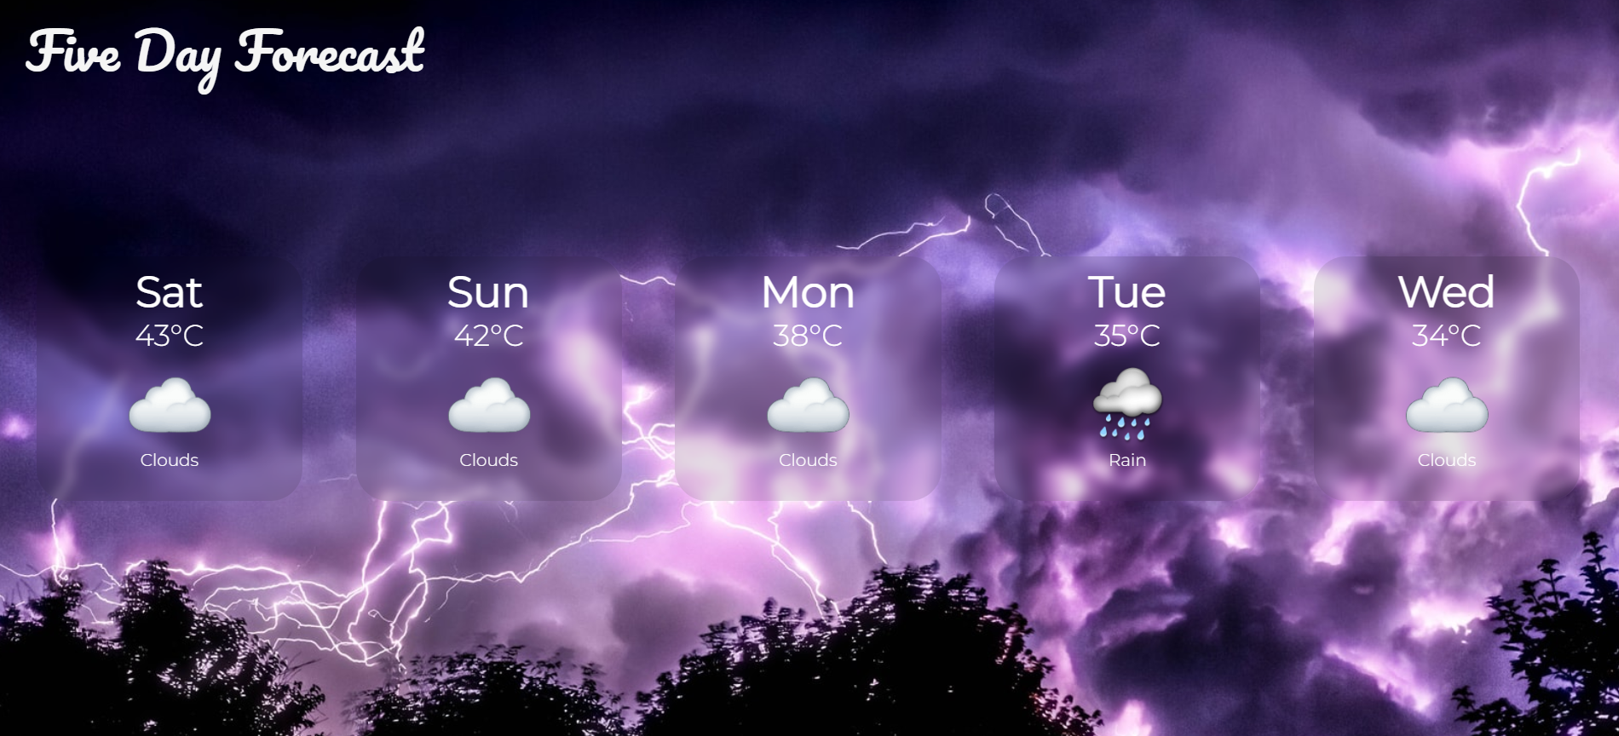 Five Day Forecast
Sat
43°C
Clouds
Sun
42°C
Clouds
Mon
38°C
Clouds
Tue
35°C
Rain
Wed
34°C
Clouds